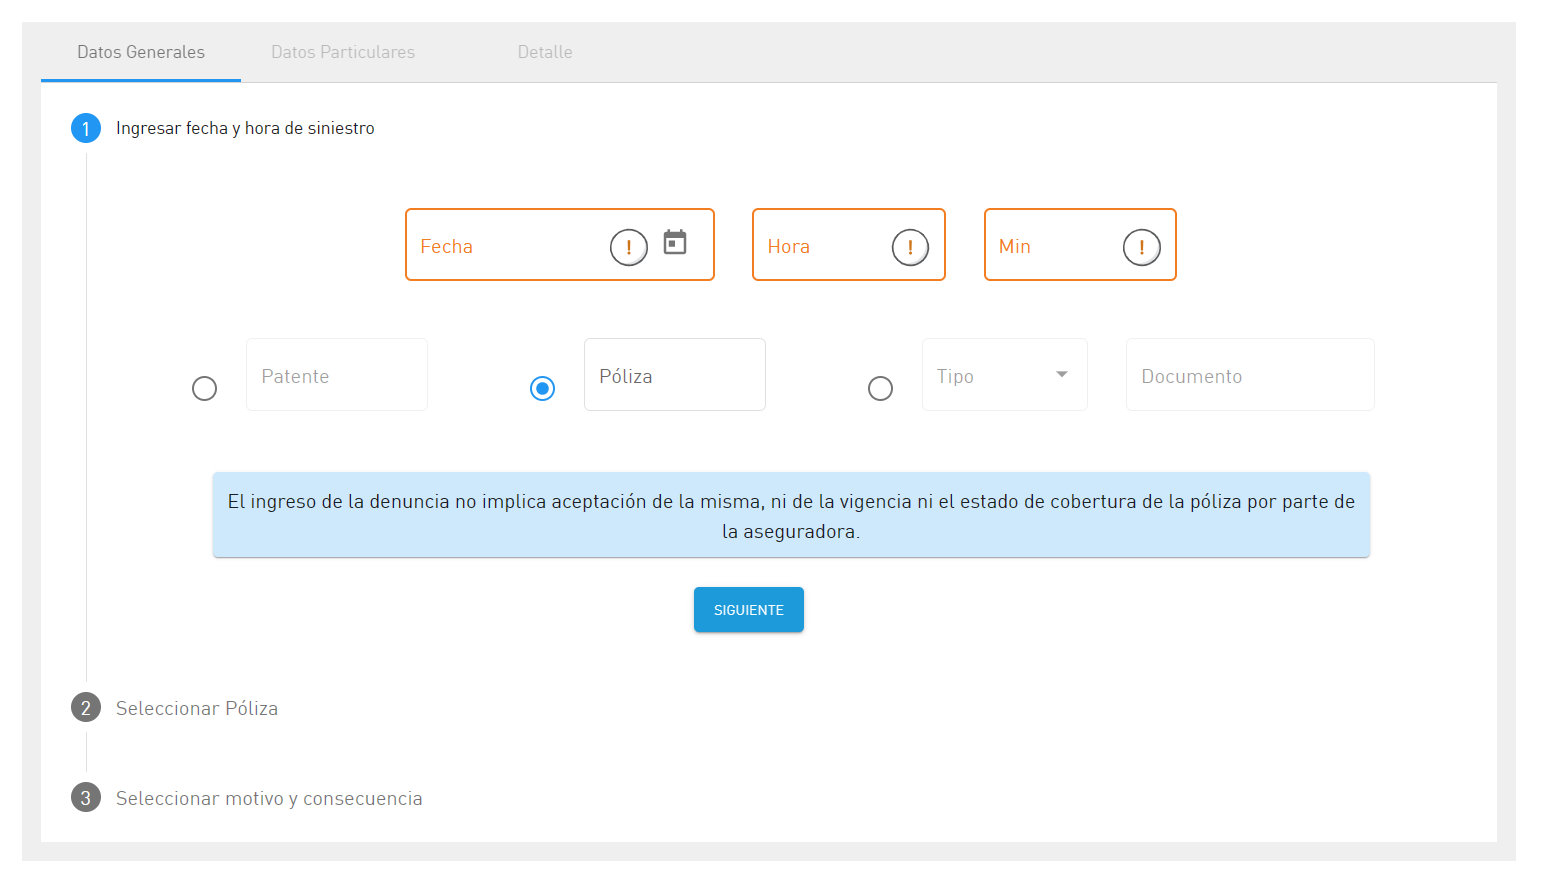 Datos Generales Datos Particulares Detalle
1 Ingresar fecha y hora de siniestro
Fecha ! Hora ! Min !
Patente Póliza Tipo Documento
El ingreso de la denuncia no implica aceptación de la misma, ni de la vigencia ni el estado de cobertura de la póliza por parte de
la aseguradora.
SIGUIENTE
2 Seleccionar Póliza
3 Seleccionar motivo y consecuencia